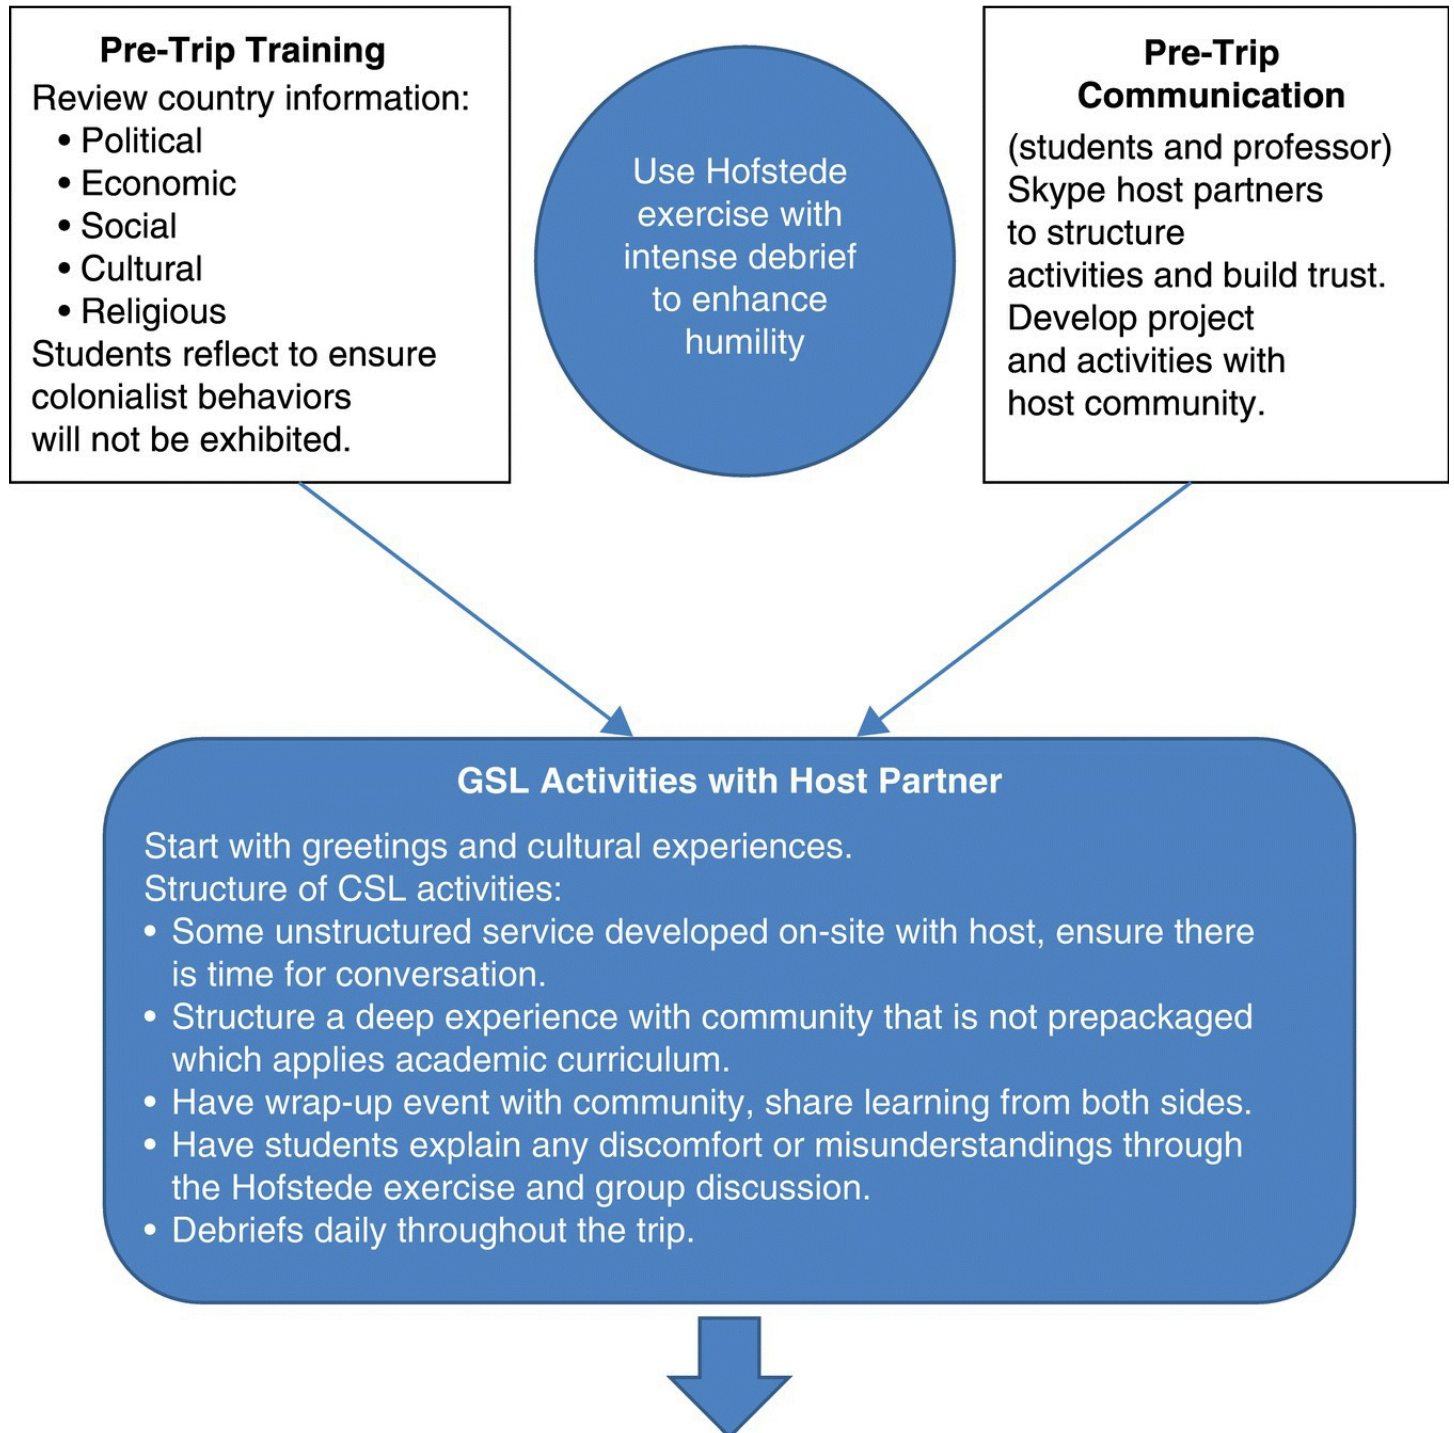 Pre-Trip Training
Review country information:
• Political
• Economic
• Social
• Cultural
• Religious
Students reflect to ensure
colonialist behaviors
will not be exhibited.
Use Hofstede
exercise with
intense debrief
to enhance
humility
Pre-Trip
Communication
(students and professor)
Skype host partners
to structure
activities and build trust.
Develop project
and activities with
host community.
GSL Activities with Host Partner
Start with greetings and cultural experiences.
Structure of CSL activities:
• Some unstructured service developed on-site with host, ensure there
is time for conversation.
• Structure a deep experience with community that is not prepackaged
which applies academic curriculum.
• Have wrap-up event with community, share learning from both sides.
• Have students explain any discomfort or misunderstandings through
the Hofstede exercise and group discussion.
• Debriefs daily throughout the trip.